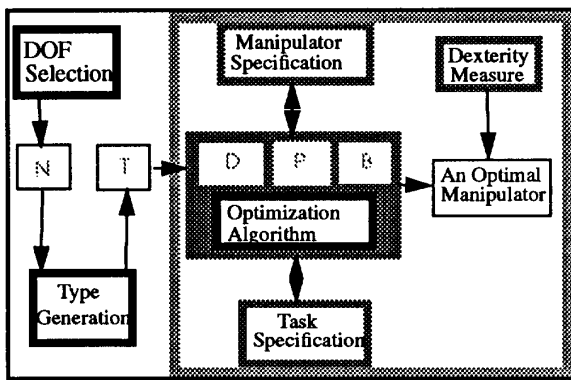 DOF
Selection
N
T
Type
Generation
Manipulator
Specification
Dexterity
Measure
D
P
B
Optimization
Algorithm
An Optimal
Manipulator
Task
Specification